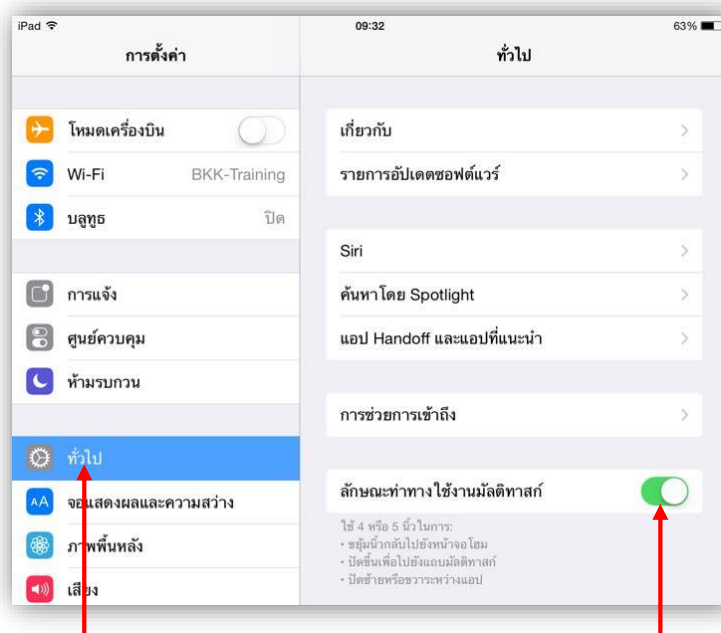 iPad
09:32
63%
การตั้งค่า
ทั่วไป
โหมดเครื่องบิน
Wi-Fi BKK-Training
บลูทูธ ปิด
การแจ้ง
ศูนย์ควบคุม
ห้ามรบกวน
ทั่วไป
จอแสดงผลและความสว่าง
ภาพพื้นหลัง
เสียง
เกี่ยวกับ
รายการอัปเดตซอฟต์แวร์
Siri
ค้นหาโดย Spotlight
แอป Handoff และแอปที่แนะนำ
การช่วยการเข้าถึง
ลักษณะท่าทางใช้งานมัลติทาสก์
ใช้ 4 หรือ 5 นิ้วในการ:
• ขยุ้มนิ้วกลับไปยังหน้าจอโฮม
• ปัดขึ้นเพื่อไปยังแถบมัลติทาสก์
• ปัดซ้ายหรือขวาระหว่างแอป